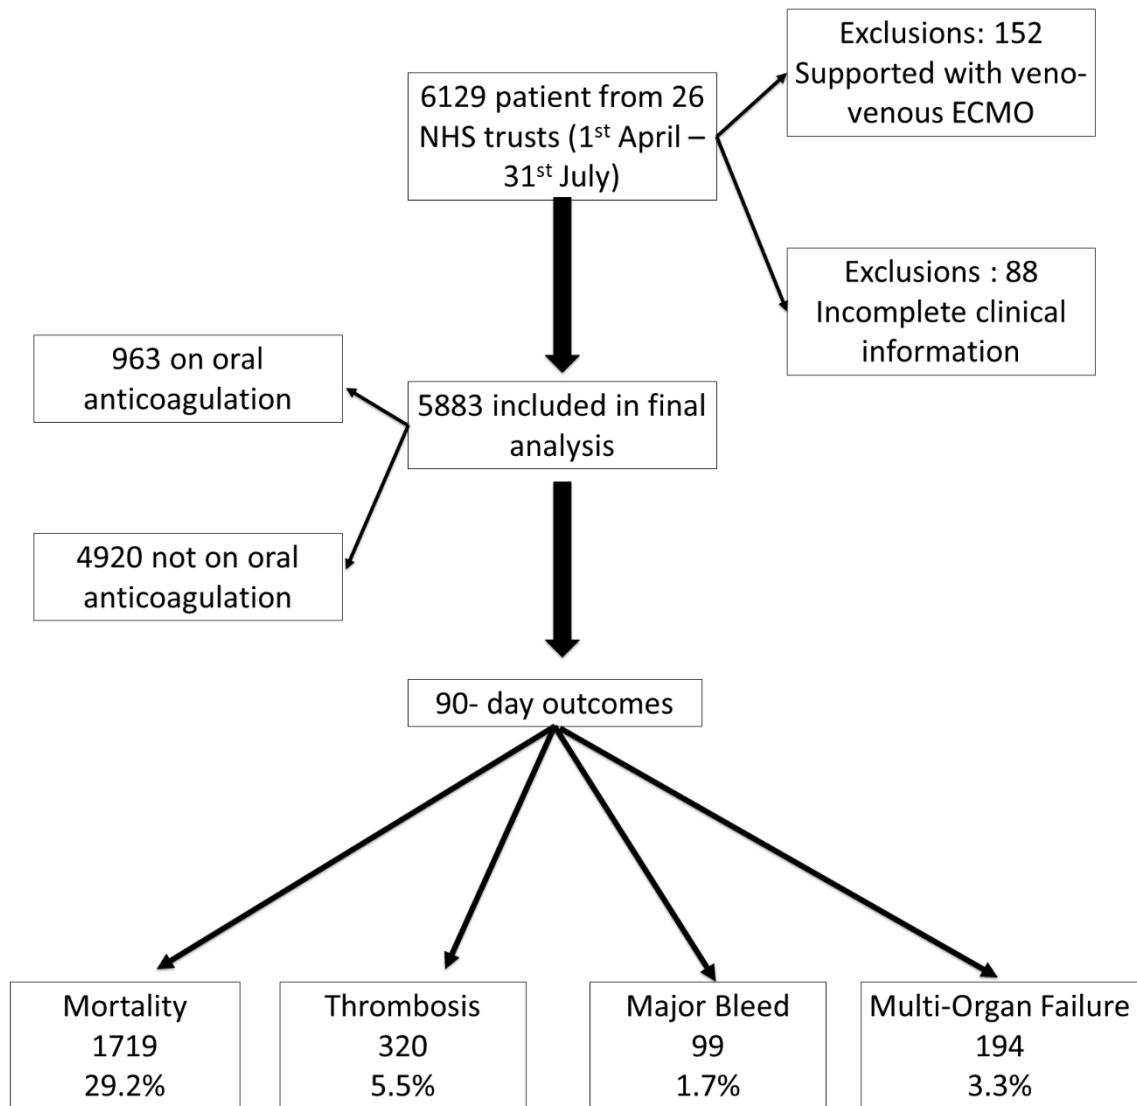 Exclusions: 152
Supported with veno-
venous ECMO
6129 patient from 26
NHS trusts (1st April –
31st July)
Exclusions : 88
Incomplete clinical
information
963 on oral
anticoagulation
5883 included in final
analysis
4920 not on oral
anticoagulation
90- day outcomes
Mortality
1719
29.2%
Thrombosis
320
5.5%
Major Bleed
99
1.7%
Multi-Organ Failure
194
3.3%